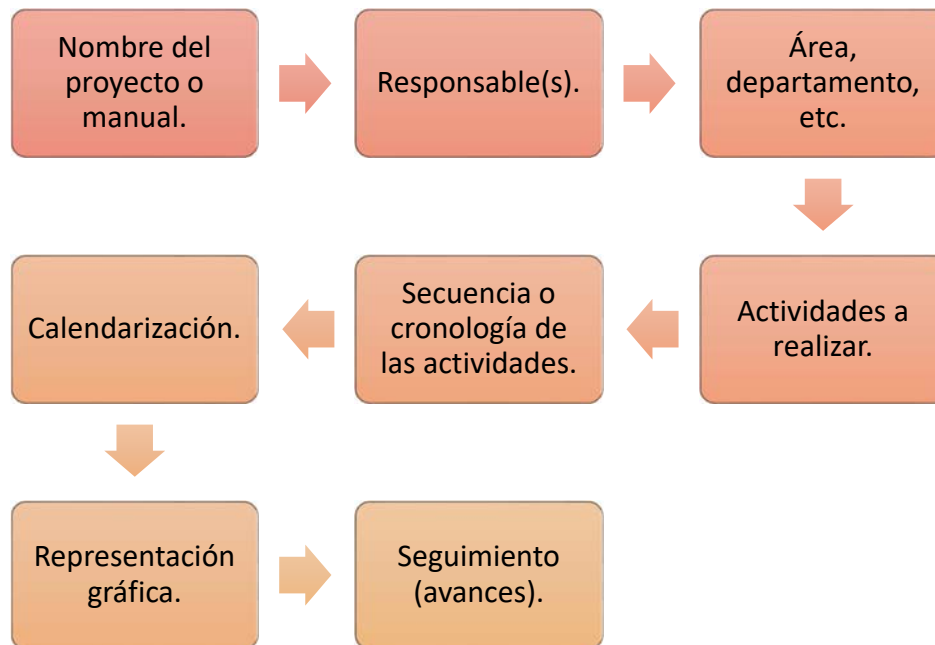 Nombre del
proyecto o
manual.
Responsable(s).
Área,
departamento,
etc.
Actividades a
realizar.
Secuencia o
cronología de
las actividades.
Calendarización.
Representación
gráfica.
Seguimiento
(avances).